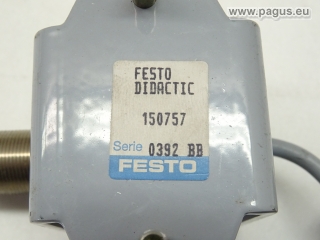 www.pagus.eu
FESTO
DIDACTIC
150757
Serie 0392 BB
FESTO